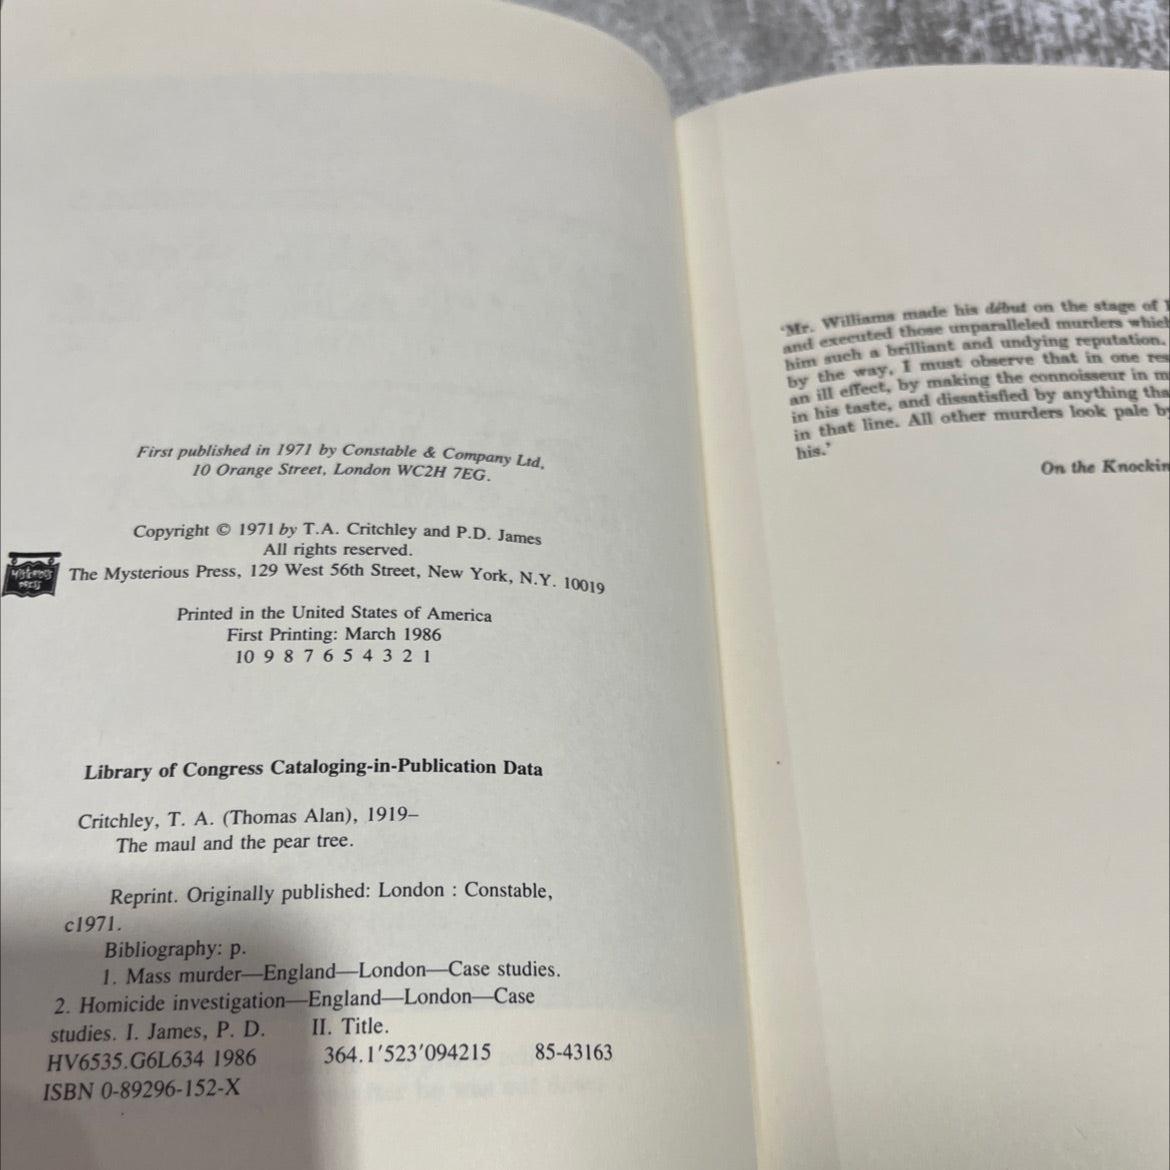 First published in 1971 by Constable & Company Ltd,
10 Orange Street, London WC2H 7EG.
Copyright © 1971 by T.A. Critchley and P.D. James
All rights reserved.
MYSTERIOUS
PRESS
The Mysterious Press, 129 West 56th Street, New York, N.Y. 10019
Printed in the United States of America
First Printing: March 1986
10 9 8 7 6 5 4 3 2 1
Library of Congress Cataloging-in-Publication Data
Critchley, T. A. (Thomas Alan), 1919–
The maul and the pear tree.
Reprint. Originally published: London : Constable,
c1971.
Bibliography: p.
1. Mass murder—England—London—Case studies.
2. Homicide investigation—England—London—Case
studies. I. James, P. D. II. Title.
HV6535.G6L634 1986 364.1'523'094215 85-43163
ISBN 0-89296-152-X
'Mr. Williams made his début on the stage of
and executed those unparalleled murders which
him such a brilliant and undying reputation.
by the way, I must observe that in one res
an ill effect, by making the connoisseur in m
in his taste, and dissatisfied by anything tha
in that line. All other murders look pale by
his.'
On the Knockin